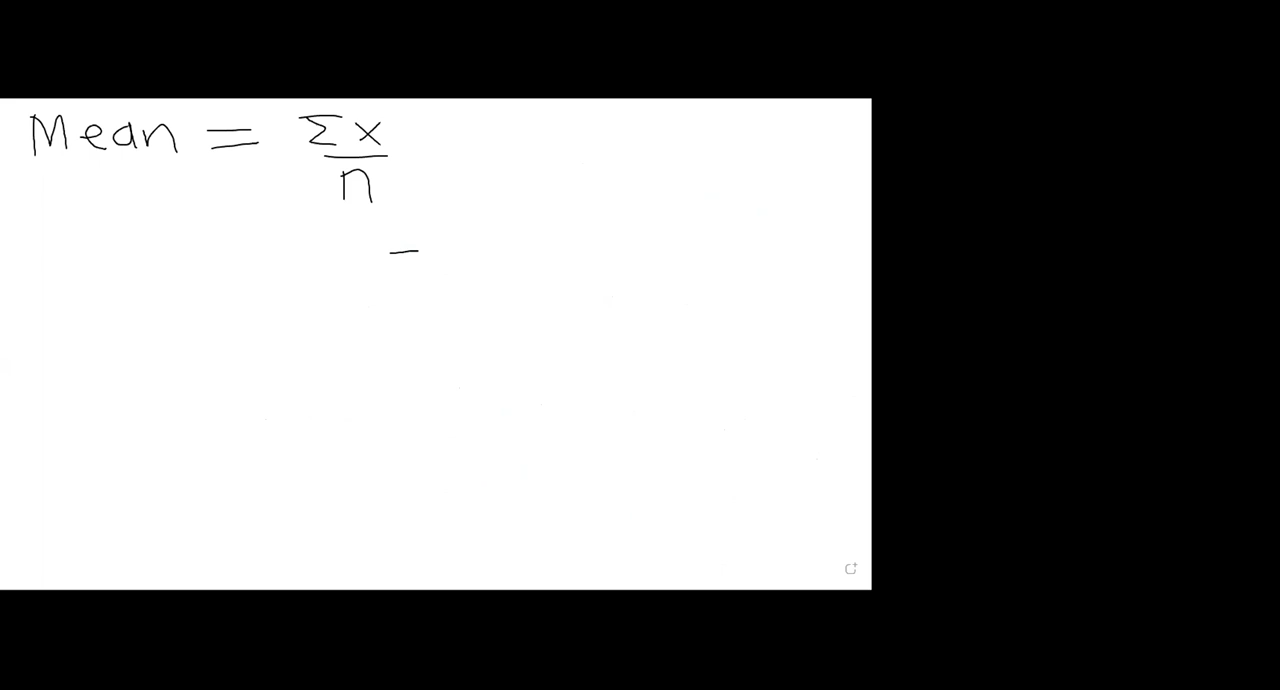 Mean = Σx
n
—